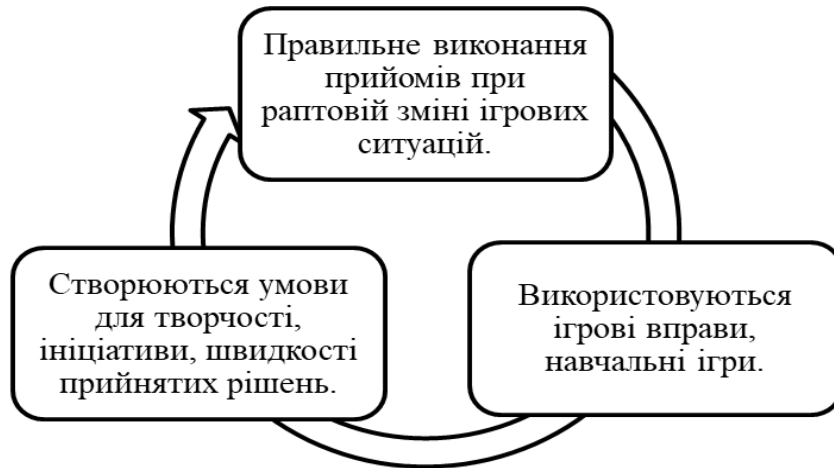 Правильне виконання
прийомів при
раптовій зміні ігрових
ситуацій.
Використовуються
ігрові вправи,
навчальні ігри.
Створюються умови
для творчості,
ініціативи, швидкості
прийнятих рішень.